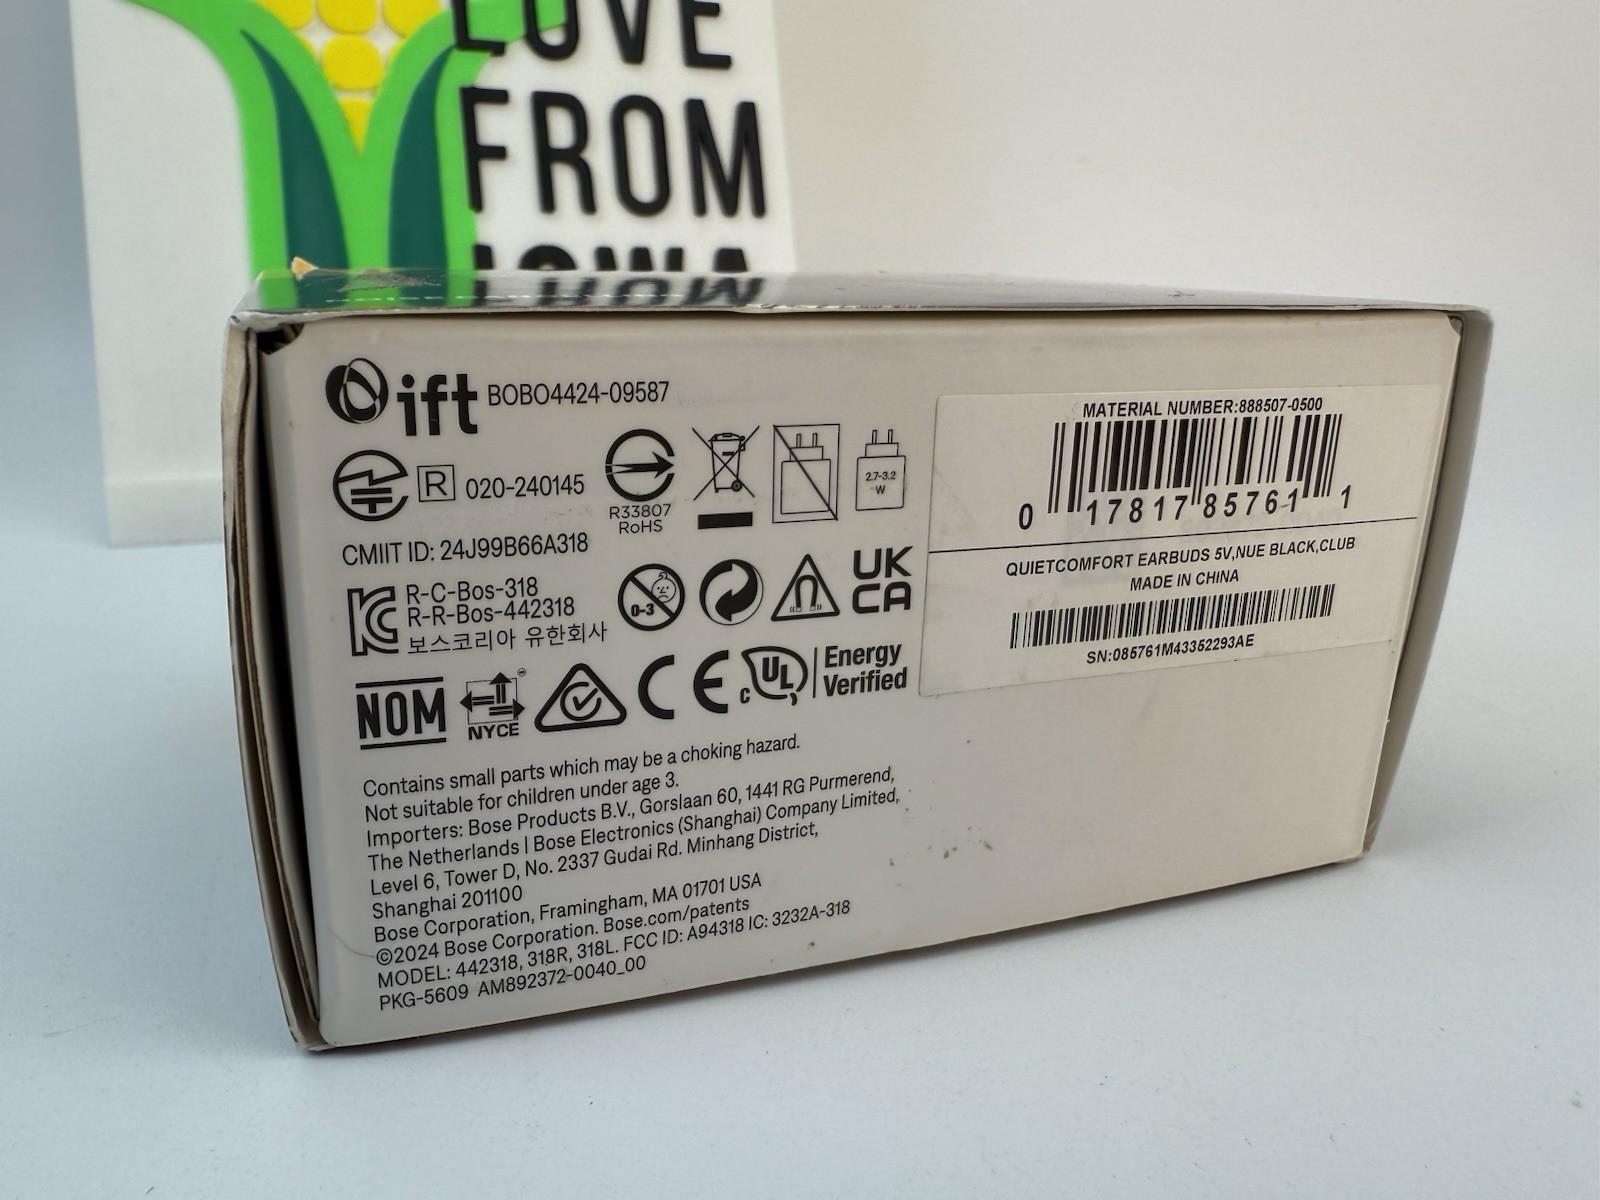 LOVE
FROM
IOWA
ift BOBO4424-09587
R 020-240145
R33807
RoHS
2.7-3.2
W
CMIIT ID: 24J99B66A318
R-C-Bos-318
R-R-Bos-442318
보스코리아 유한회사
0-3
UK
CA
NOM
NYCE
CE
c UL
Energy
Verified
Contains small parts which may be a choking hazard.
Not suitable for children under age 3.
Importers: Bose Products B.V., Gorslaan 60, 1441 RG Purmerend,
The Netherlands | Bose Electronics (Shanghai) Company Limited,
Level 6, Tower D, No. 2337 Gudai Rd. Minhang District,
Shanghai 201100
Bose Corporation, Framingham, MA 01701 USA
©2024 Bose Corporation. Bose.com/patents
MODEL: 442318, 318R, 318L. FCC ID: A94318 IC: 3232A-318
PKG-5609 AM892372-0040_00
MATERIAL NUMBER:888507-0500
0 17817 85761 1
QUIETCOMFORT EARBUDS 5V,NUE BLACK,CLUB
MADE IN CHINA
SN:085761M43352293AE